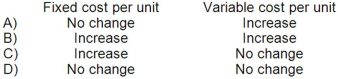 Fixed cost per unit Variable cost per unit
A) No change Increase
B) Increase Increase
C) Increase No change
D) No change No change